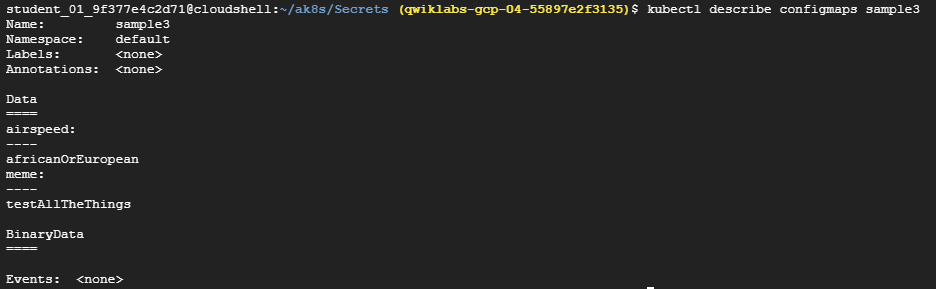 student_01_9f377e4c2d71@cloudshell:~/ak8s/Secrets (qwiklabs-gcp-04-55897e2f3135)$ kubectl describe configmaps sample3
Name:         sample3
Namespace:    default
Labels:       <none>
Annotations:  <none>

Data
====
airspeed:
----
africanOrEuropean
meme:
----
testAllTheThings

BinaryData
====

Events:  <none>